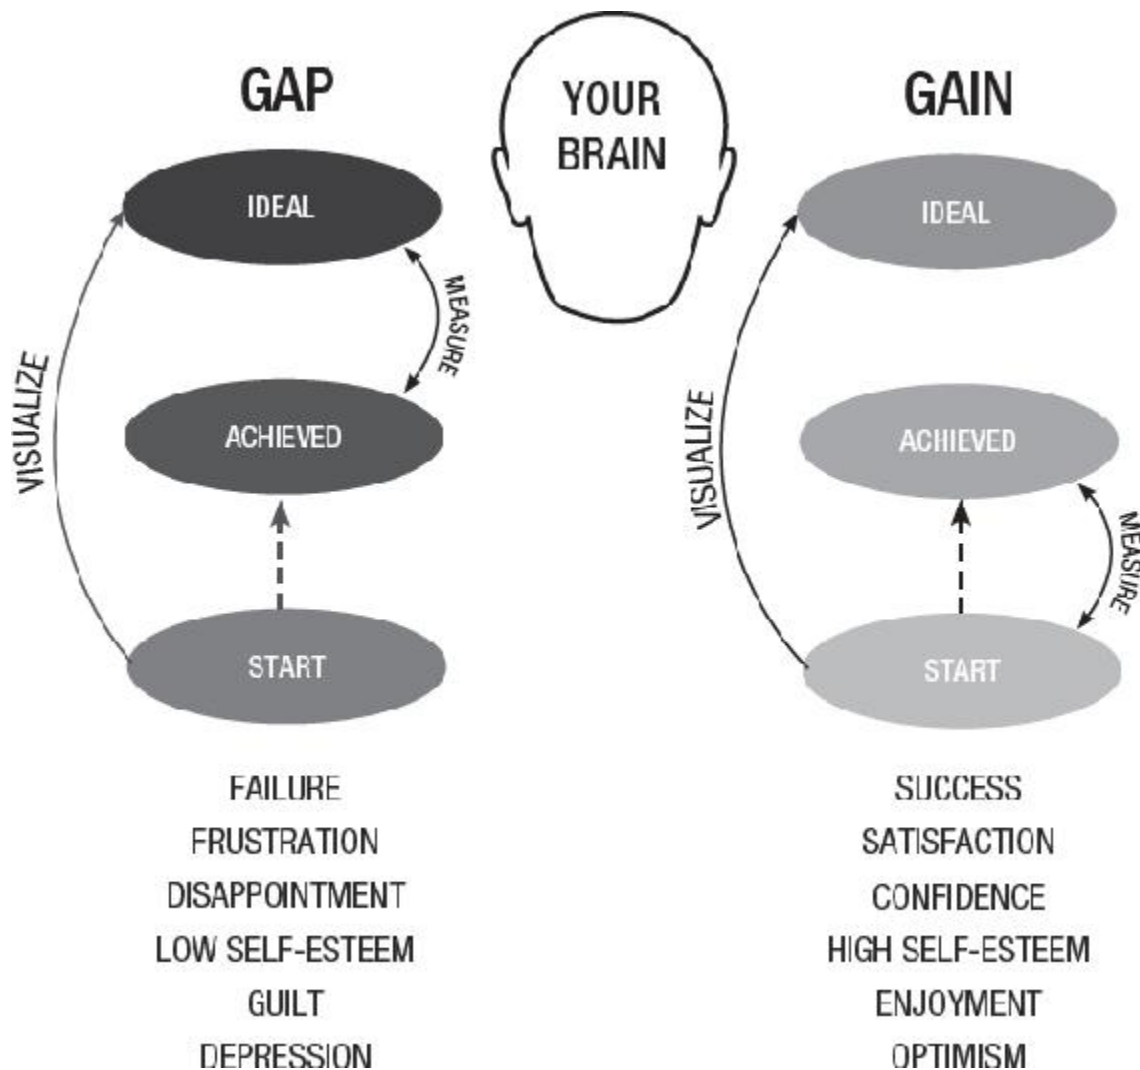 GAP
YOUR
BRAIN
GAIN
IDEAL
MEASURE
VISUALIZE
ACHIEVED
START
IDEAL
VISUALIZE
ACHIEVED
MEASURE
START
FAILURE
FRUSTRATION
DISAPPOINTMENT
LOW SELF-ESTEEM
GUILT
DEPRESSION
SUCCESS
SATISFACTION
CONFIDENCE
HIGH SELF-ESTEEM
ENJOYMENT
OPTIMISM